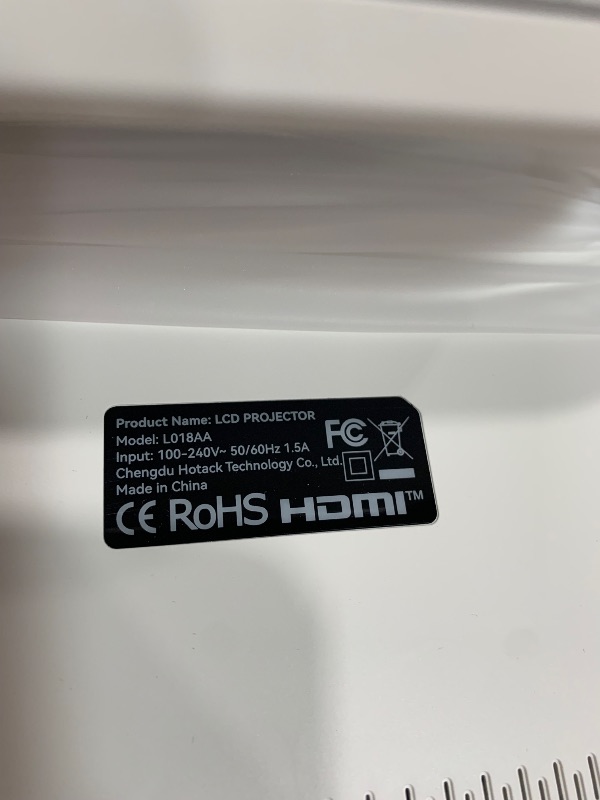 Product Name: LCD PROJECTOR
Model: L018AA
Input: 100-240V~ 50/60Hz 1.5A
Chengdu Hotack Technology Co., Ltd.
Made in China
FC
CE RoHS HDMI™